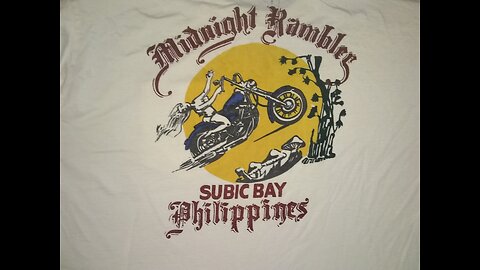 Midnight Rambler
SUBIC BAY
Philippines